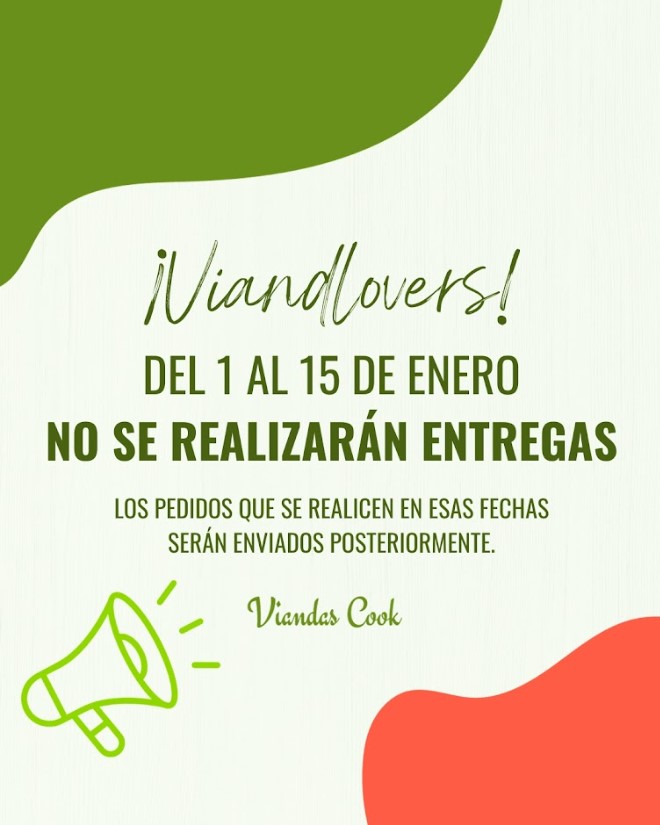 ¡Viandlovers!
DEL 1 AL 15 DE ENERO
NO SE REALIZARÁN ENTREGAS
LOS PEDIDOS QUE SE REALICEN EN ESAS FECHAS
SERÁN ENVIADOS POSTERIORMENTE.
Viandas Cook